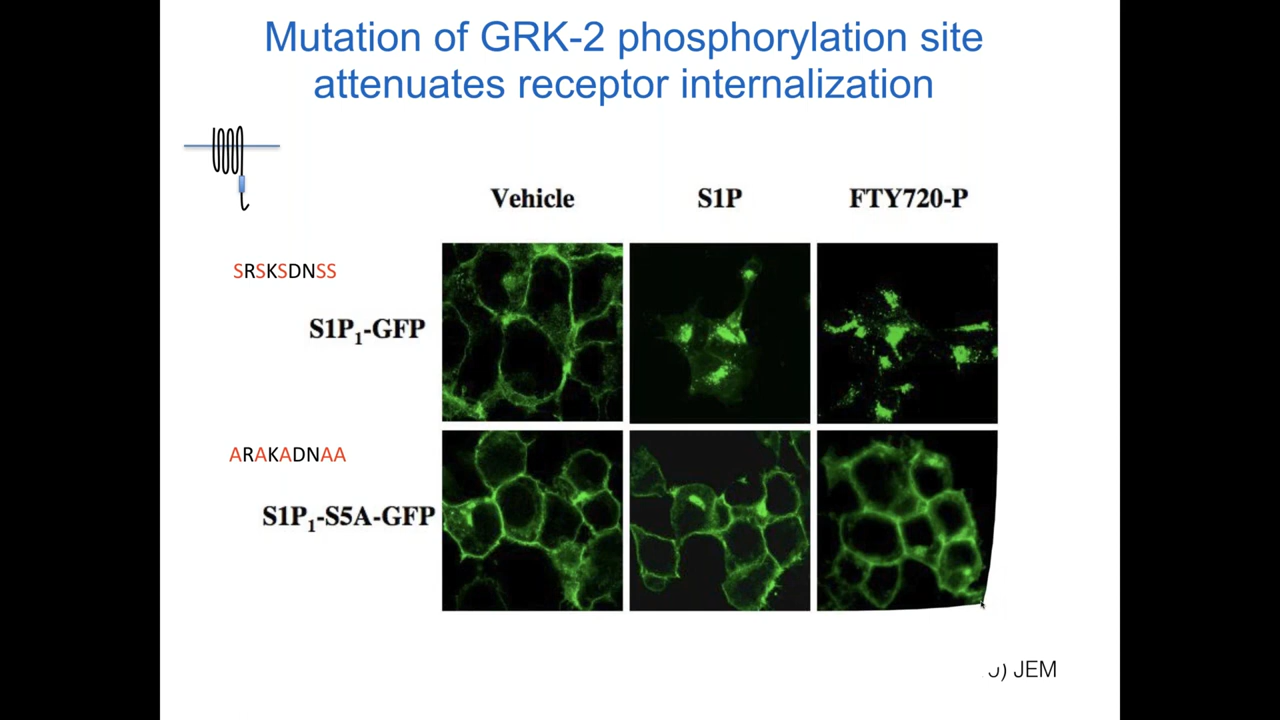 Mutation of GRK-2 phosphorylation site
attenuates receptor internalization
Vehicle S1P FTY720-P
SRSKSDNSS
S1P₁-GFP
ARAKADNAA
S1P₁-S5A-GFP
) JEM